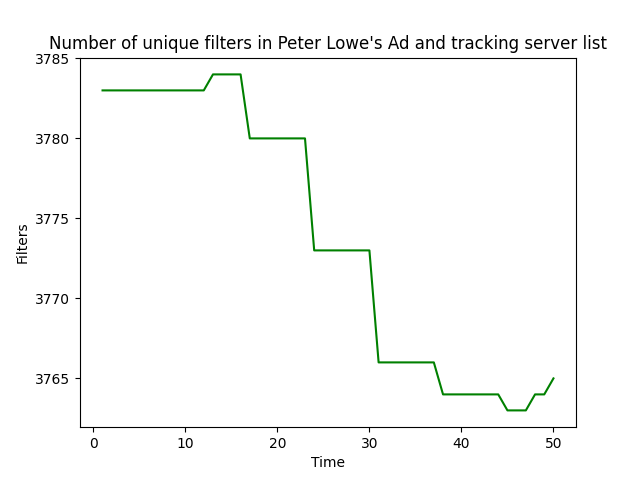 Number of unique filters in Peter Lowe's Ad and tracking server list
3785
3780
3775
3770
3765
Filters
0 10 20 30 40 50
Time